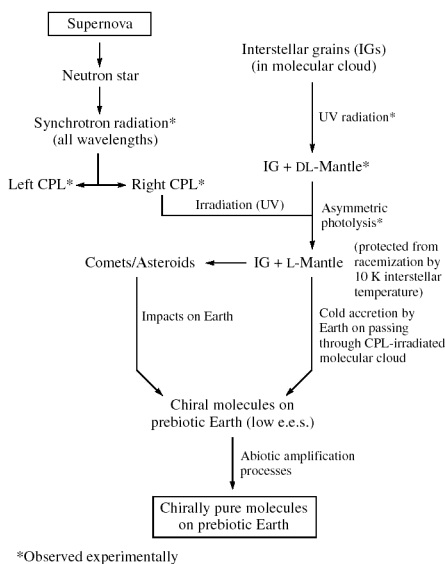 Supernova
Neutron star
Synchrotron radiation*
(all wavelengths)
Left CPL*
Right CPL*
Interstellar grains (IGs)
(in molecular cloud)
UV radiation*
IG + DL-Mantle*
Irradiation (UV)
Asymmetric
photolysis*
Comets/Asteroids
IG + L-Mantle
(protected from
racemization by
10 K interstellar
temperature)
Impacts on Earth
Cold accretion by
Earth on passing
through CPL-irradiated
molecular cloud
Chiral molecules on
prebiotic Earth (low e.e.s.)
Abiotic amplification
processes
Chirally pure molecules
on prebiotic Earth
*Observed experimentally